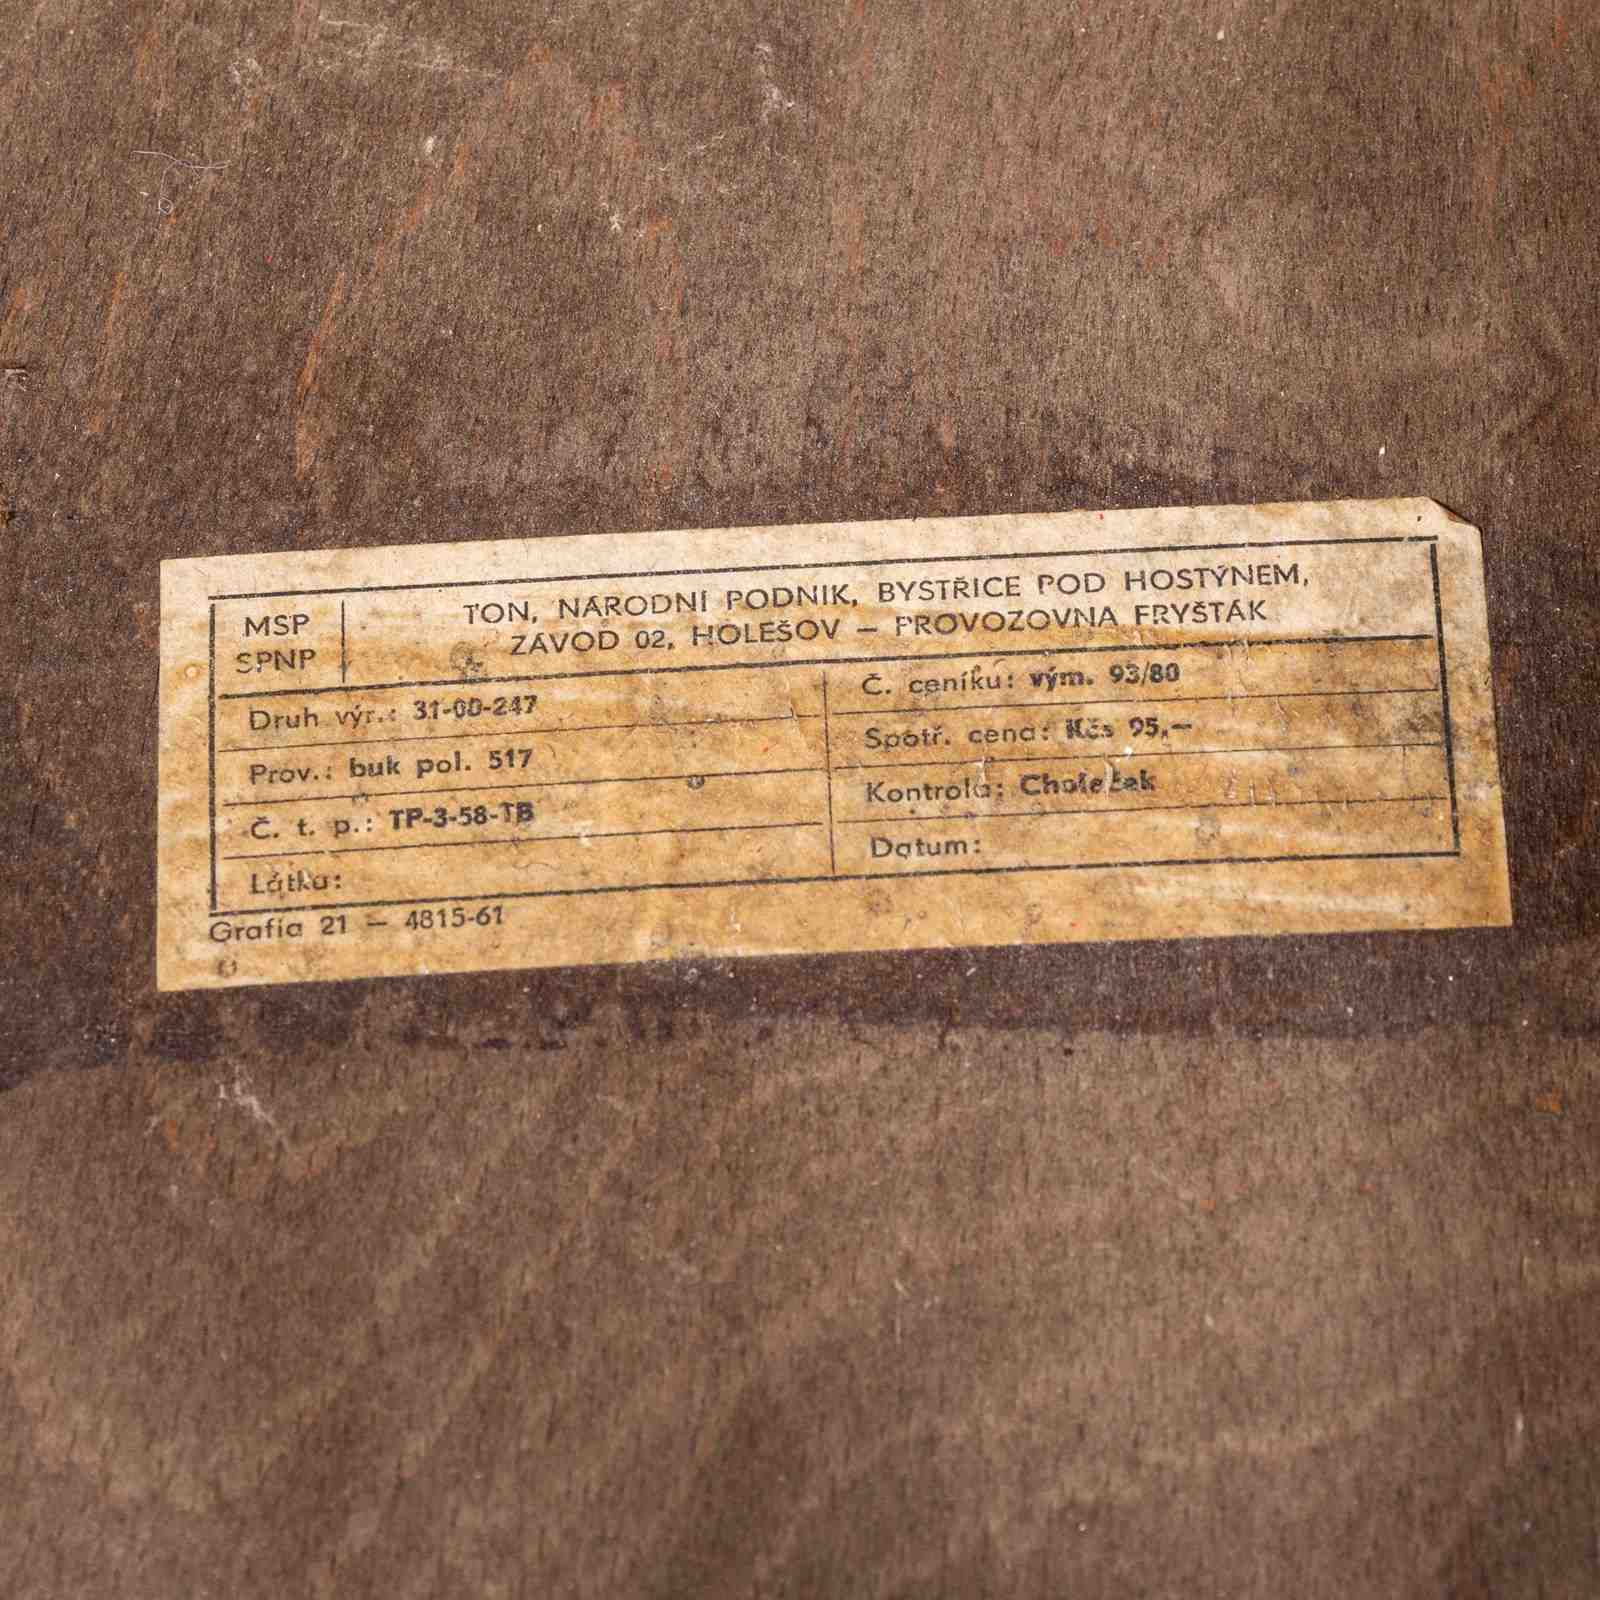 MSP
SPNP
TON, NÁRODNÍ PODNIK, BYSTŘICE POD HOSTÝNEM,
ZÁVOD 02, HOLEŠOV — PROVOZOVNA FRYŠTÁK
Druh výr.: 31-00-247
Prov.: buk pol. 517
Č. t. p.: TP-3-58-TB
Látka:
Č. ceníku: vým. 93/80
Spotř. cena: Kčs 95,—
Kontrola:
Datum:
Grafia 21 — 4815-61